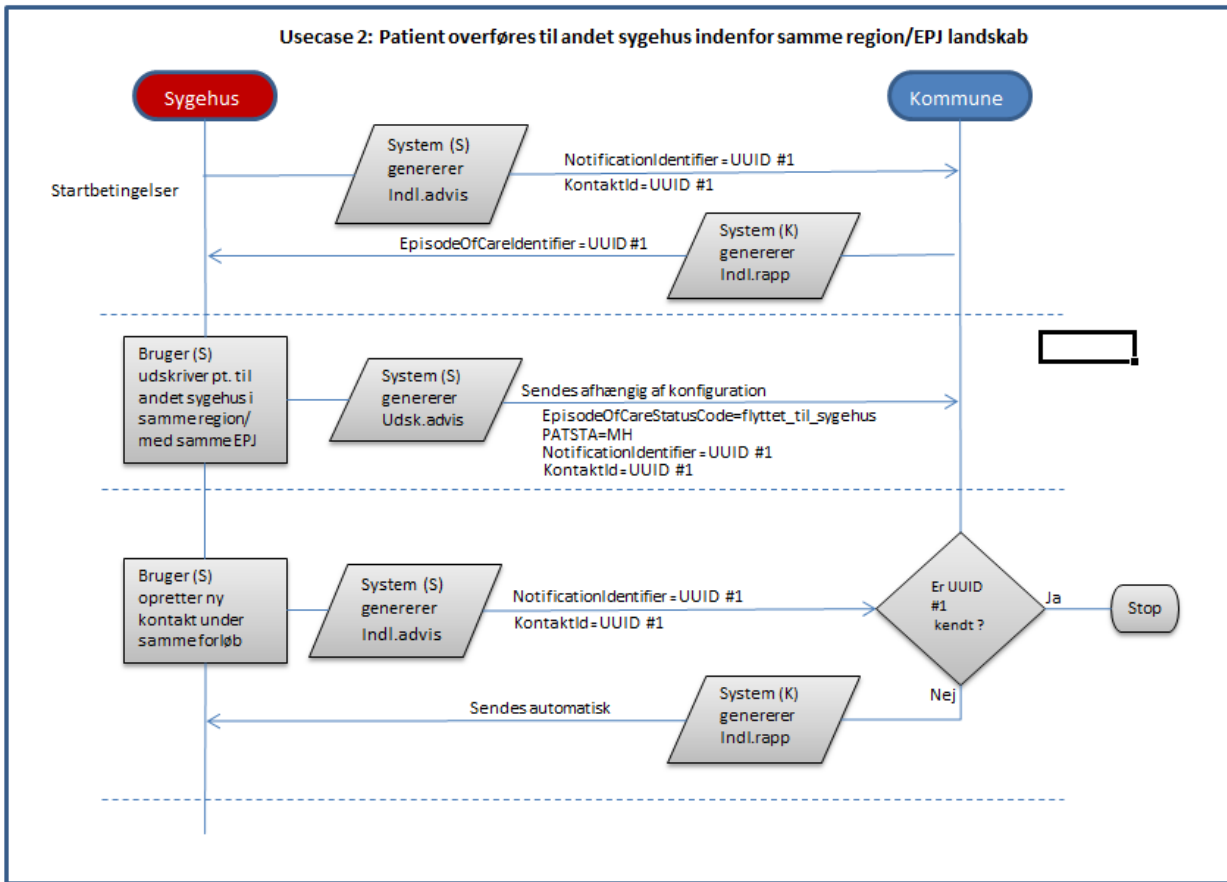 Usecase 2: Patient overføres til andet sygehus indenfor samme region/EPJ landskab
Sygehus
Kommune
Startbetingelser
System (S)
genererer
Indl.advis
NotificationIdentifier = UUID #1
KontaktId = UUID #1
EpisodeOfCareIdentifier = UUID #1
System (K)
genererer
Indl.rapp
Bruger (S)
udskriver pt. til
andet sygehus i
samme region/
med samme EPJ
System (S)
genererer
Udsk.advis
Sendes afhængig af konfiguration
EpisodeOfCareStatusCode=flyttet_til_sygehus
PATSTA=MH
NotificationIdentifier = UUID #1
KontaktId = UUID #1
Bruger (S)
opretter ny
kontakt under
samme forløb
System (S)
genererer
Indl.advis
NotificationIdentifier = UUID #1
KontaktId = UUID #1
Er UUID
#1
kendt ?
Ja
Stop
Nej
System (K)
genererer
Indl.rapp
Sendes automatisk